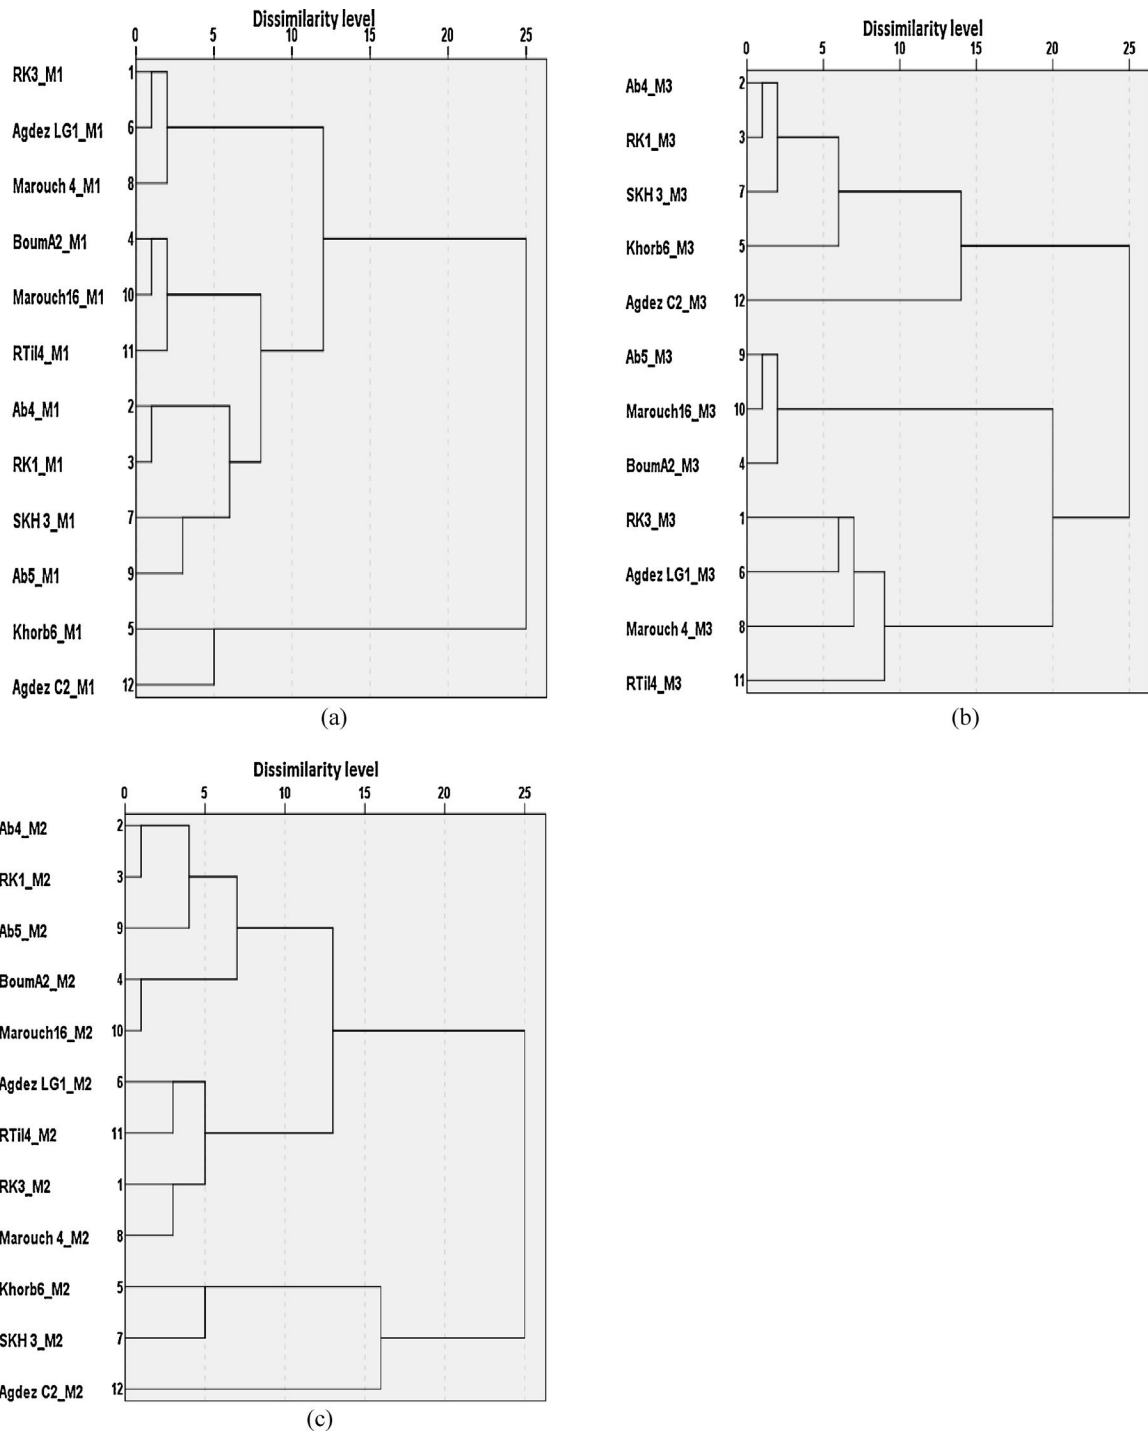 Dissimilarity level
0 5 10 15 20 25
RK3_M1 1
Agdez LG1_M1 6
Marouch 4_M1 8
BoumA2_M1 4
Marouch16_M1 10
RTil4_M1 11
Ab4_M1 2
RK1_M1 3
SKH 3_M1 7
Ab5_M1 9
Khorb6_M1 5
Agdez C2_M1 12
(a)
Dissimilarity level
0 5 10 15 20 25
Ab4_M3 2
RK1_M3 3
SKH 3_M3 7
Khorb6_M3 5
Agdez C2_M3 12
Ab5_M3 9
Marouch16_M3 10
BoumA2_M3 4
RK3_M3 1
Agdez LG1_M3 6
Marouch 4_M3 8
RTil4_M3 11
(b)
Dissimilarity level
0 5 10 15 20 25
Ab4_M2 2
RK1_M2 3
Ab5_M2 9
BoumA2_M2 4
Marouch16_M2 10
Agdez LG1_M2 6
RTil4_M2 11
RK3_M2 1
Marouch 4_M2 8
Khorb6_M2 5
SKH 3_M2 7
Agdez C2_M2 12
(c)